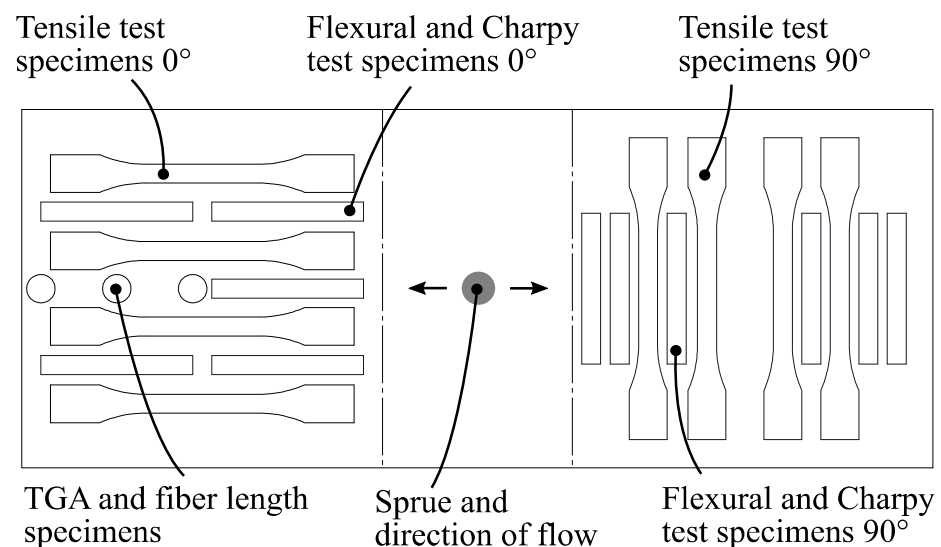 Tensile test
specimens 0°
Flexural and Charpy
test specimens 0°
Tensile test
specimens 90°
TGA and fiber length
specimens
Sprue and
direction of flow
Flexural and Charpy
test specimens 90°